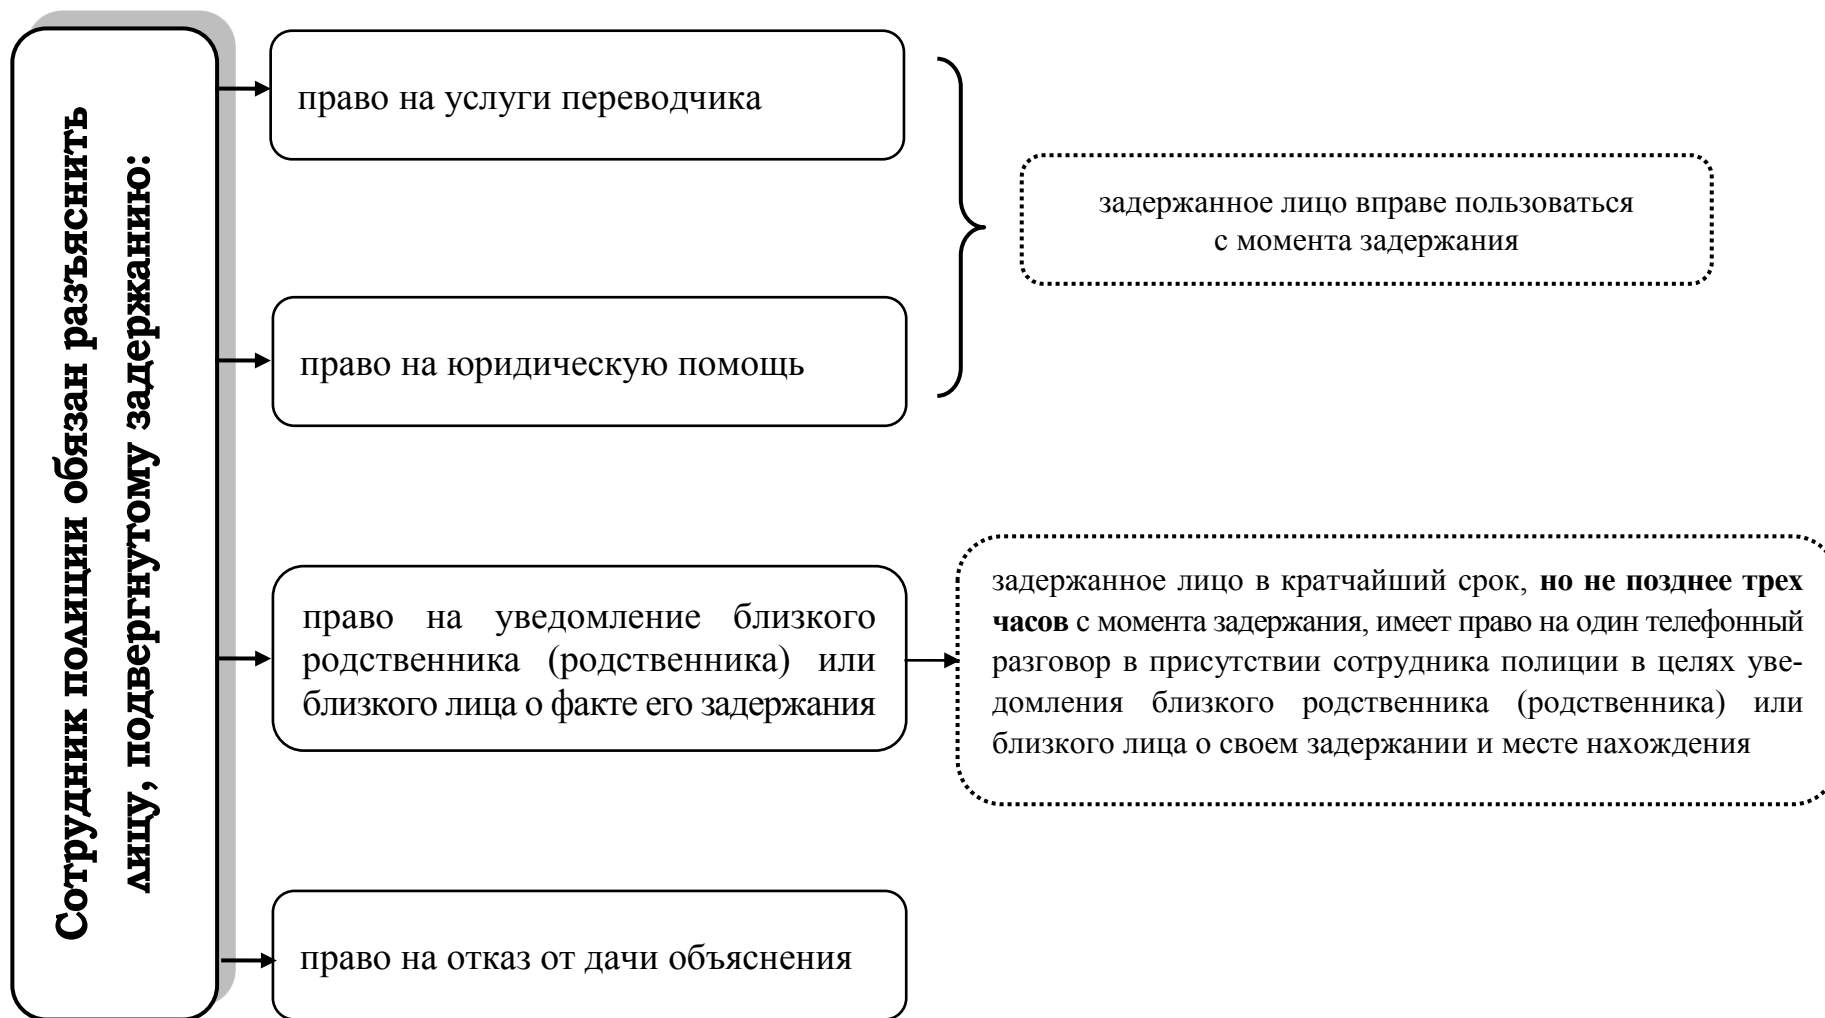 Сотрудник полиции обязан разъяснить
лицу, подвергнутому задержанию:
право на услуги переводчика
задержанное лицо вправе пользоваться
с момента задержания
право на юридическую помощь
право на уведомление близкого
родственника (родственника) или
близкого лица о факте его задержания
задержанное лицо в кратчайший срок, но не позднее трех
часов с момента задержания, имеет право на один телефонный
разговор в присутствии сотрудника полиции в целях уве-
домления близкого родственника (родственника) или
близкого лица о своем задержании и месте нахождения
право на отказ от дачи объяснения